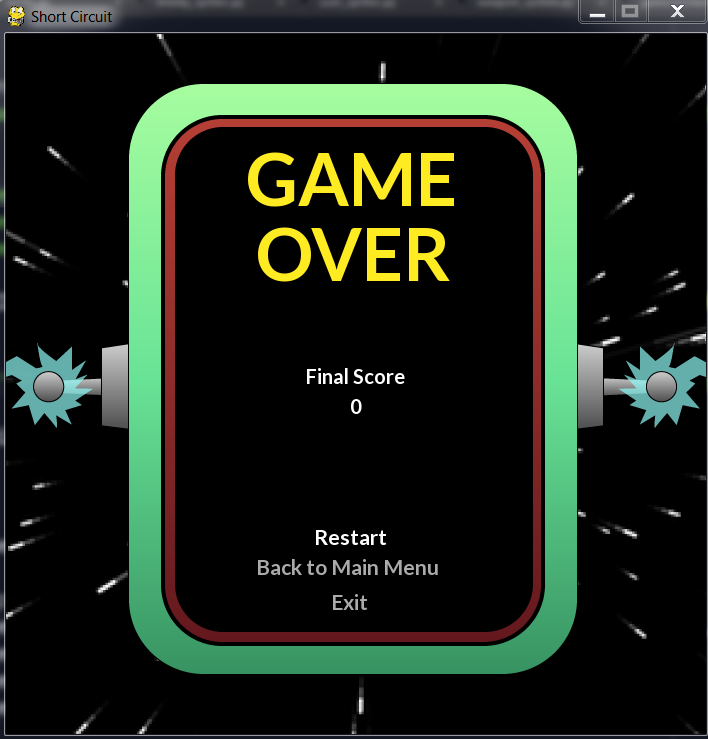 Short Circuit
GAME
OVER
Final Score
0
Restart
Back to Main Menu
Exit